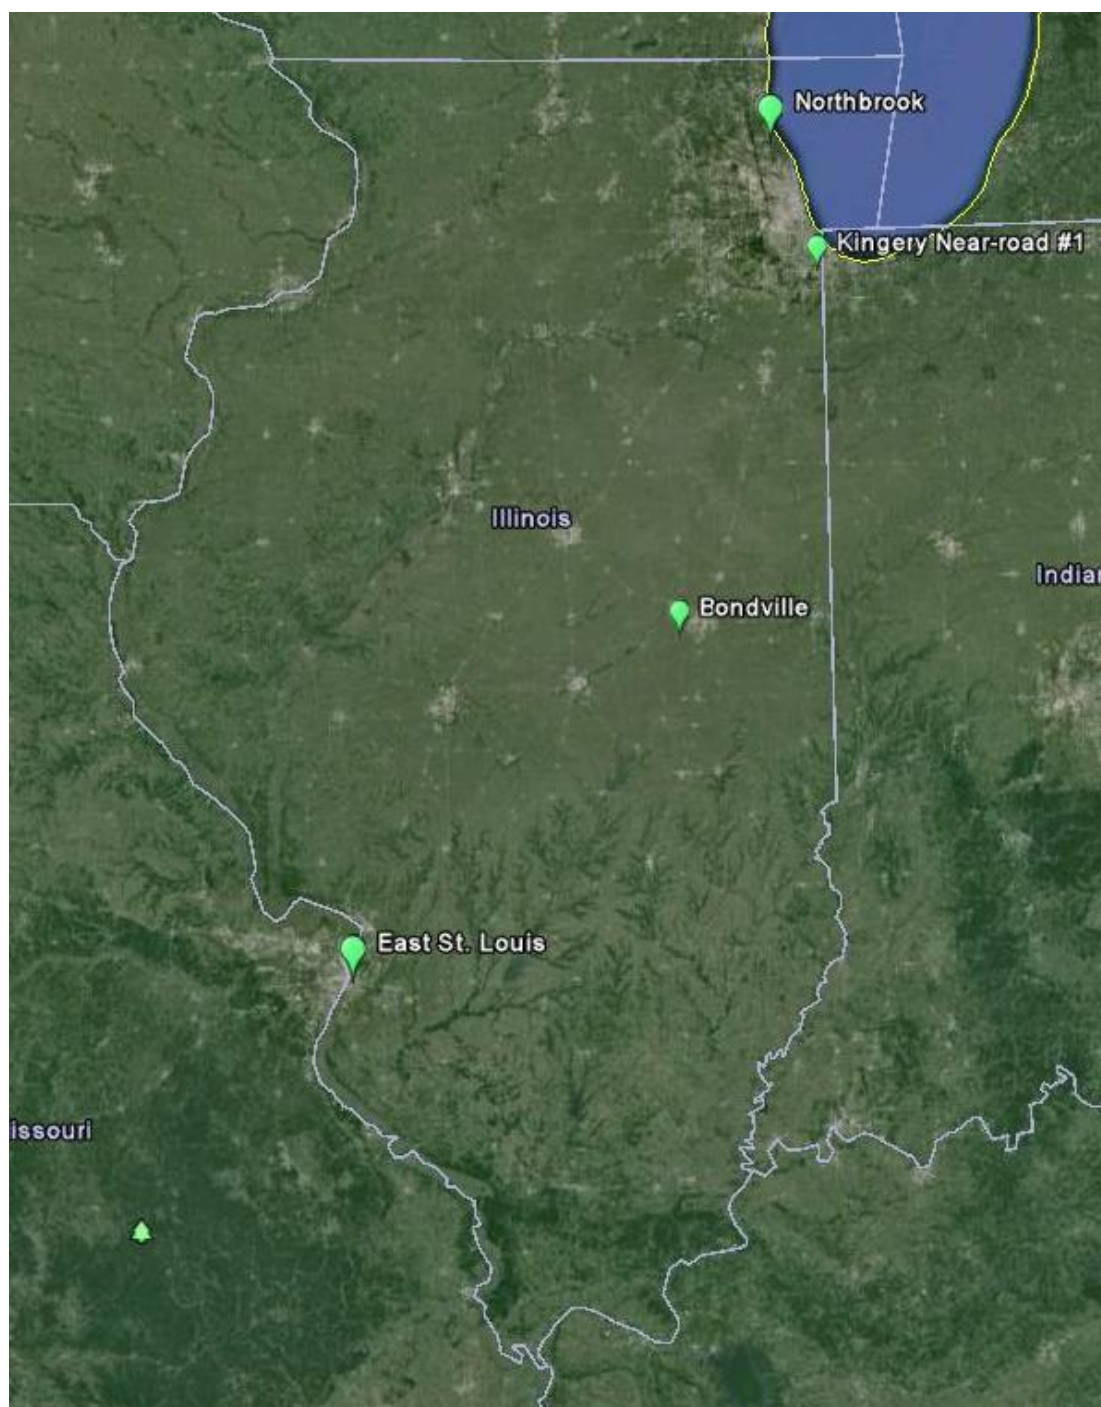 Northbrook
Kingery Near-road #1
Illinois
Indiar
Bondville
East St. Louis
issouri